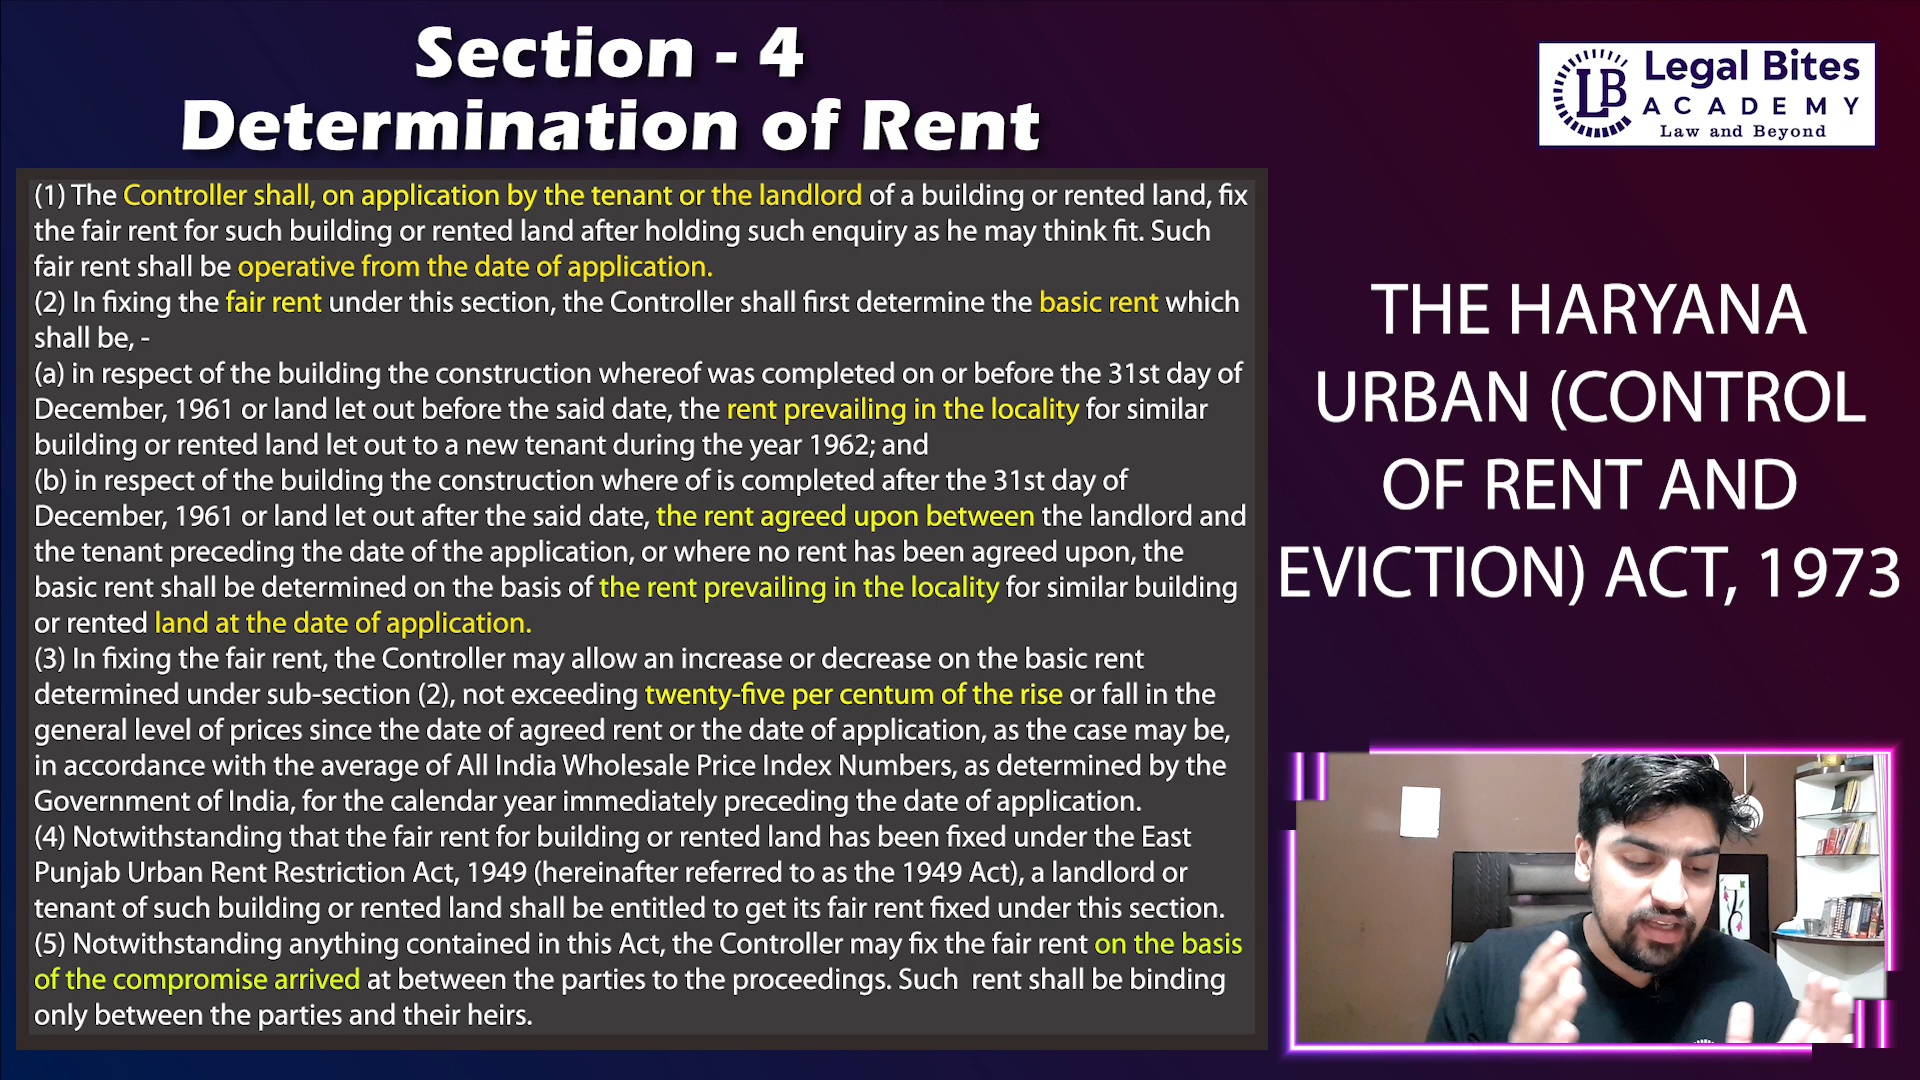 Section - 4
Determination of Rent
LB
Legal Bites
ACADEMY
Law and Beyond
(1) The Controller shall, on application by the tenant or the landlord of a building or rented land, fix
the fair rent for such building or rented land after holding such enquiry as he may think fit. Such
fair rent shall be operative from the date of application.
(2) In fixing the fair rent under this section, the Controller shall first determine the basic rent which
shall be, -
(a) in respect of the building the construction whereof was completed on or before the 31st day of
December, 1961 or land let out before the said date, the rent prevailing in the locality for similar
building or rented land let out to a new tenant during the year 1962; and
(b) in respect of the building the construction where of is completed after the 31st day of
December, 1961 or land let out after the said date, the rent agreed upon between the landlord and
the tenant preceding the date of the application, or where no rent has been agreed upon, the
basic rent shall be determined on the basis of the rent prevailing in the locality for similar building
or rented land at the date of application.
(3) In fixing the fair rent, the Controller may allow an increase or decrease on the basic rent
determined under sub-section (2), not exceeding twenty-five per centum of the rise or fall in the
general level of prices since the date of agreed rent or the date of application, as the case may be,
in accordance with the average of All India Wholesale Price Index Numbers, as determined by the
Government of India, for the calendar year immediately preceding the date of application.
(4) Notwithstanding that the fair rent for building or rented land has been fixed under the East
Punjab Urban Rent Restriction Act, 1949 (hereinafter referred to as the 1949 Act), a landlord or
tenant of such building or rented land shall be entitled to get its fair rent fixed under this section.
(5) Notwithstanding anything contained in this Act, the Controller may fix the fair rent on the basis
of the compromise arrived at between the parties to the proceedings. Such  rent shall be binding
only between the parties and their heirs.
THE HARYANA
URBAN (CONTROL
OF RENT AND
EVICTION) ACT, 1973